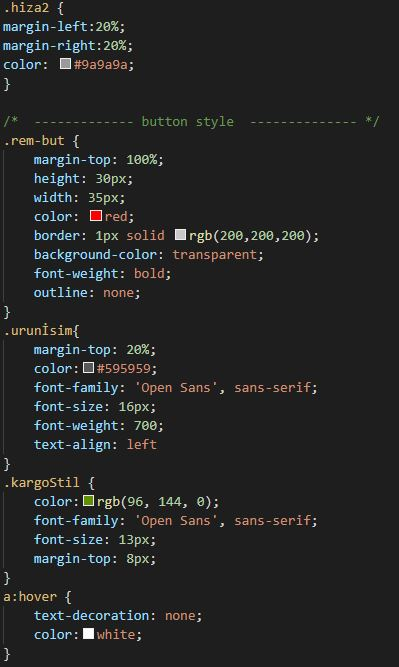 .hiza2 {
margin-left:20%;
margin-right:20%;
color: #9a9a9a;
}
/*  ------------- button style  -------------- */
.rem-but {
    margin-top: 100%;
    height: 30px;
    width: 35px;
    color: red;
    border: 1px solid rgb(200,200,200);
    background-color: transparent;
    font-weight: bold;
    outline: none;
}
.urunİsim{
    margin-top: 20%;
    color:#595959;
    font-family: 'Open Sans', sans-serif;
    font-size: 16px;
    font-weight: 700;
    text-align: left
}
.kargoStil {
    color:rgb(96, 144, 0);
    font-family: 'Open Sans', sans-serif;
    font-size: 13px;
    margin-top: 8px;
}
a:hover {
    text-decoration: none;
    color:white;
}